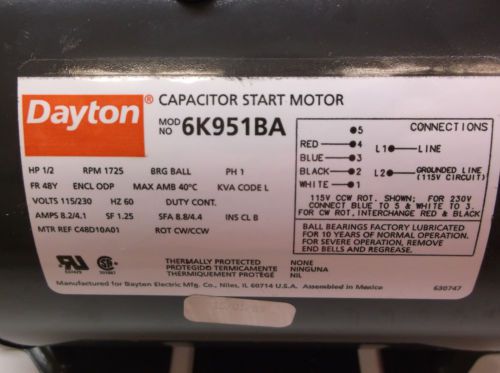 Dayton®
CAPACITOR START MOTOR
MOD NO 6K951BA
HP 1/2 RPM 1725 BRG BALL PH 1
FR 48Y ENCL ODP MAX AMB 40°C KVA CODE L
VOLTS 115/230 HZ 60 DUTY CONT.
AMPS 8.2/4.1 SF 1.25 SFA 8.8/4.4 INS CL B
MTR REF C48D10A01 ROT CW/CCW
CONNECTIONS
5
RED 4 L1 LINE
BLUE 3
BLACK 2 L2 GROUNDED LINE (115V CIRCUIT)
WHITE 1
115V CCW ROT. SHOWN; FOR 230V
CONNECT BLUE TO 5 & WHITE TO 3.
FOR CW ROT, INTERCHANGE RED & BLACK
BALL BEARINGS FACTORY LUBRICATED
FOR 10 YEARS OF NORMAL OPERATION.
AFTER 10 OR SEVERE SERVICE, REMOVE
END BELLS AND REGREASE.
THERMALLY PROTECTED NONE
PROTEGIDO TERMICAMENTE NINGUNA
THERMIQUEMENT PROTÉGÉ NIL
Manufactured for Dayton Electric Mfg. Co., Niles, IL 60714 U.S.A. Assembled in Mexico 630747